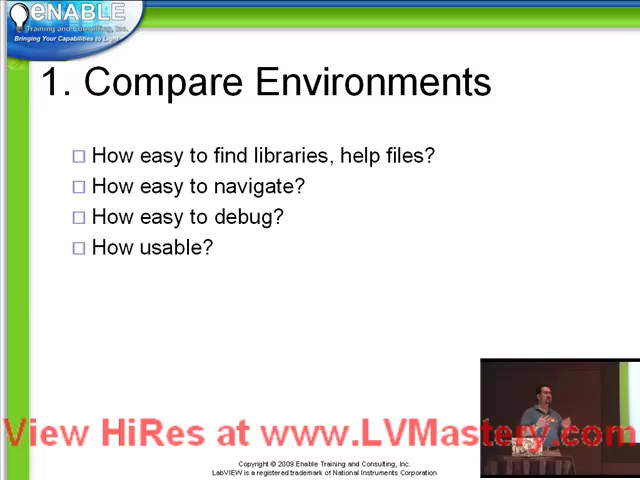 ENABLE
Training and Consulting, Inc.
Bringing Your Capabilities to Light
1. Compare Environments
How easy to find libraries, help files?
How easy to navigate?
How easy to debug?
How usable?
View HiRes at www.LVMastery.com
Copyright © 2009 Enable Training and Consulting, Inc.
LabVIEW is a registered trademark of National Instruments Corporation